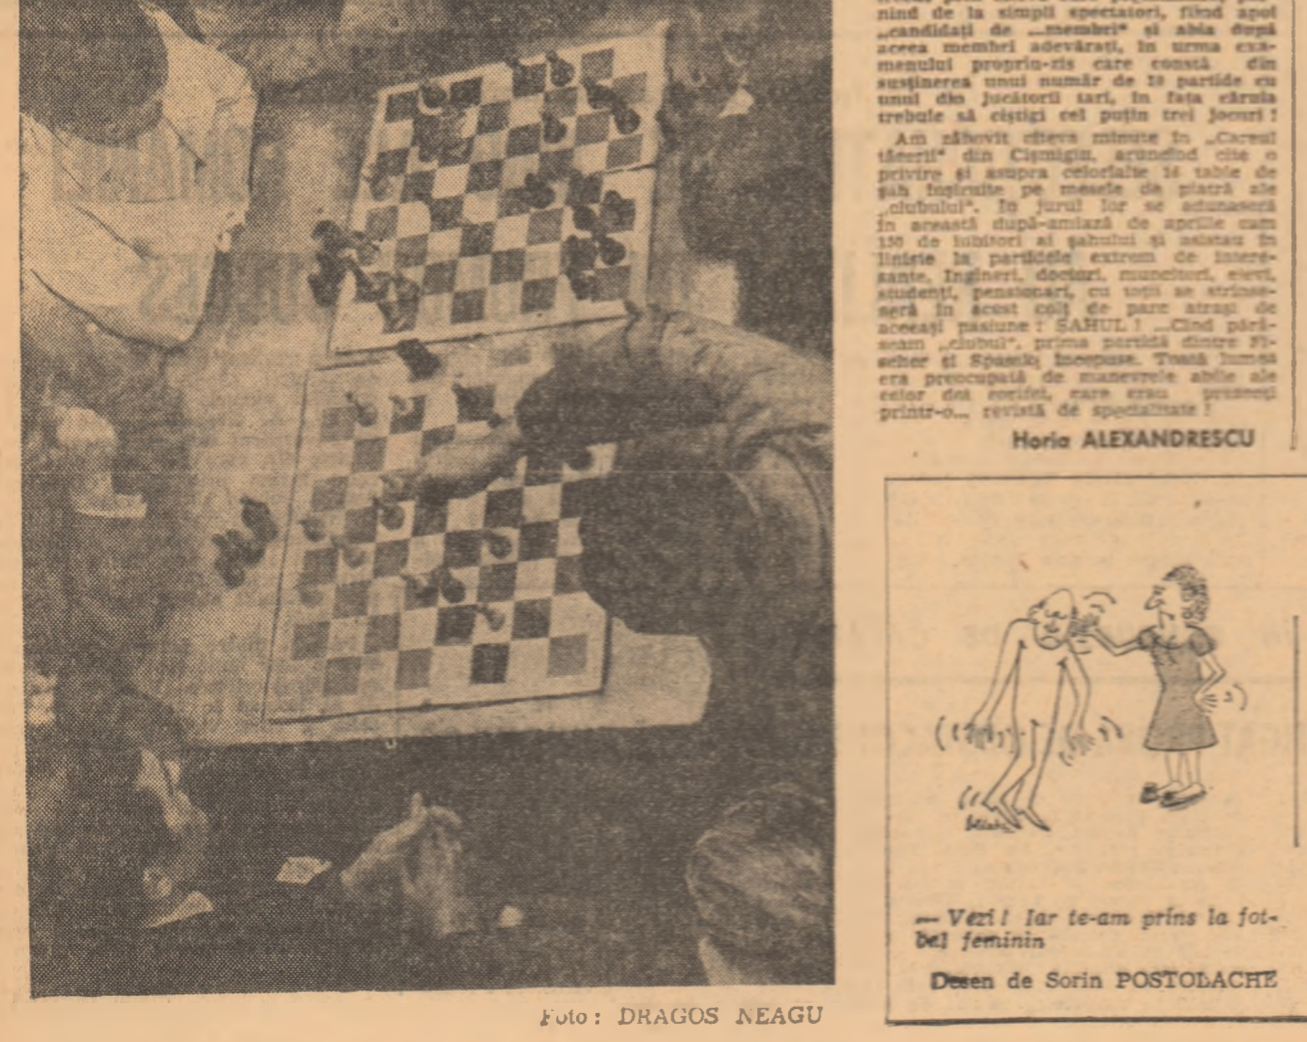 nind de la simpli spectatori, fiind apoi
„candidați de ...membri" și abia după
aceea membri adevărați, în urma exa-
menului propriu-zis care constă din
susținerea unui număr de 10 partide cu
unul din jucătorii tari, în fața căruia
trebuie să cîștigi cel puțin trei jocuri !
Am zăbovit cîteva minute în „Careul
tăcerii" din Cișmigiu, aruncînd cîte o
privire și asupra celorlalte 16 table de
șah înșiruite pe mesele de piatră ale
„clubului". În jurul lor se adunaseră
în această după-amiază de aprilie cam
150 de iubitori ai șahului și asistau în
liniște la partidele extrem de intere-
sante. Ingineri, doctori, muncitori, elevi,
studenți, pensionari, cu toții se strînse-
seră în acest colț de parc atrași de
aceeași pasiune : ȘAHUL ! ...Cînd pără-
seam „clubul", prima partidă dintre Fi-
scher și Spasski începuse. Toată lumea
era preocupată de manevrele abile ale
celor doi corifei, care erau prezenți
printr-o... revistă de specialitate !
Horia ALEXANDRESCU
— Vezi ! Iar te-am prins la fot-
bal feminin
Desen de Sorin POSTOLACHE
Foto : DRAGOȘ NEAGU